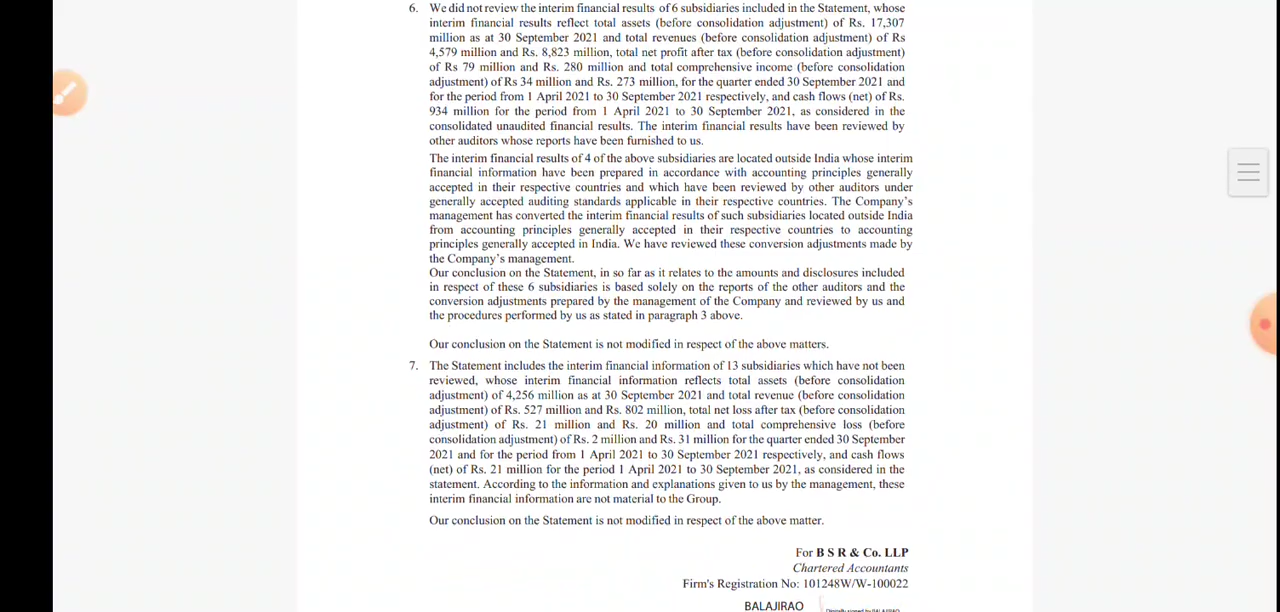 6. We did not review the interim financial results of 6 subsidiaries included in the Statement, whose
interim financial results reflect total assets (before consolidation adjustment) of Rs. 17,307
million as at 30 September 2021 and total revenues (before consolidation adjustment) of Rs
4,579 million and Rs. 8,823 million, total net profit after tax (before consolidation adjustment)
of Rs 79 million and Rs. 280 million and total comprehensive income (before consolidation
adjustment) of Rs 34 million and Rs. 273 million, for the quarter ended 30 September 2021 and
for the period from 1 April 2021 to 30 September 2021 respectively, and cash flows (net) of Rs.
934 million for the period from 1 April 2021 to 30 September 2021, as considered in the
consolidated unaudited financial results. The interim financial results have been reviewed by
other auditors whose reports have been furnished to us.
The interim financial results of 4 of the above subsidiaries are located outside India whose interim
financial information have been prepared in accordance with accounting principles generally
accepted in their respective countries and which have been reviewed by other auditors under
generally accepted auditing standards applicable in their respective countries. The Company's
management has converted the interim financial results of such subsidiaries located outside India
from accounting principles generally accepted in their respective countries to accounting
principles generally accepted in India. We have reviewed these conversion adjustments made by
the Company's management.
Our conclusion on the Statement, in so far as it relates to the amounts and disclosures included
in respect of these 6 subsidiaries is based solely on the reports of the other auditors and the
conversion adjustments prepared by the management of the Company and reviewed by us and
the procedures performed by us as stated in paragraph 3 above.
Our conclusion on the Statement is not modified in respect of the above matters.
7. The Statement includes the interim financial information of 13 subsidiaries which have not been
reviewed, whose interim financial information reflects total assets (before consolidation
adjustment) of 4,256 million as at 30 September 2021 and total revenue (before consolidation
adjustment) of Rs. 527 million and Rs. 802 million, total net loss after tax (before consolidation
adjustment) of Rs. 21 million and Rs. 20 million and total comprehensive loss (before
consolidation adjustment) of Rs. 2 million and Rs. 31 million for the quarter ended 30 September
2021 and for the period from 1 April 2021 to 30 September 2021 respectively, and cash flows
(net) of Rs. 21 million for the period 1 April 2021 to 30 September 2021, as considered in the
statement. According to the information and explanations given to us by the management, these
interim financial information are not material to the Group.
Our conclusion on the Statement is not modified in respect of the above matter.
For B S R & Co. LLP
Chartered Accountants
Firm's Registration No: 101248W/W-100022
BALAJIRAO